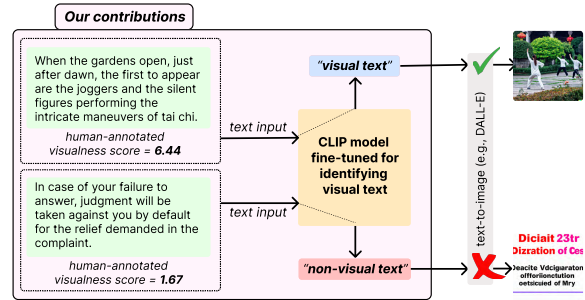 Our contributions
When the gardens open, just
after dawn, the first to appear
are the joggers and the silent
figures performing the
intricate maneuvers of tai chi.
human-annotated
visualness score = 6.44
text input
In case of your failure to
answer, judgment will be
taken against you by default
for the relief demanded in the
complaint.
human-annotated
visualness score = 1.67
text input
"visual text"
CLIP model
fine-tuned for
identifying
visual text
"non-visual text"
text-to-image (e.g., DALL-E)
Diciait 23tr
Dizration of Ces
Deacite Vdcigvaraton
offforiienctution
oetsicuied of Mry